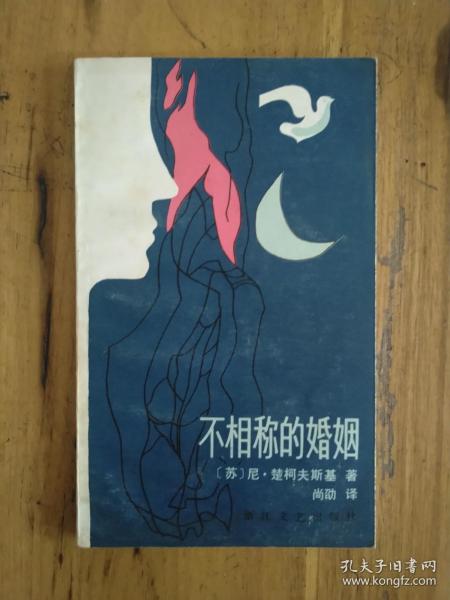 不相称的婚姻
〔苏〕尼·楚柯夫斯基 著
尚劭 译
浙江文艺出版社
孔夫子旧书网
www.kongfz.com